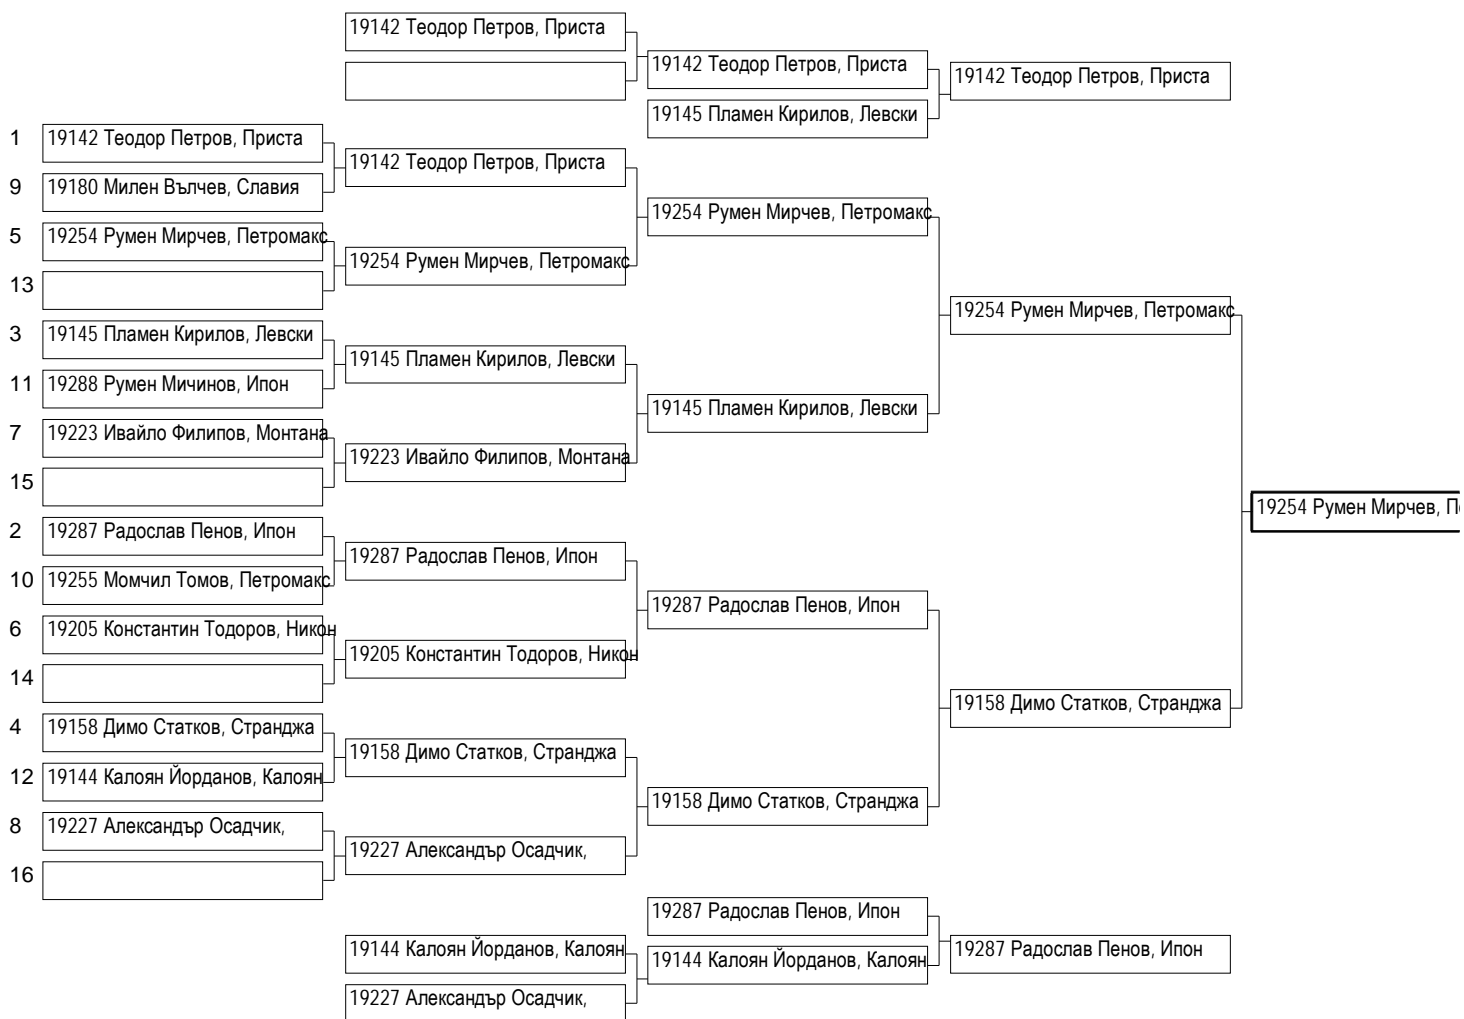 19142 Теодор Петров, Приста
19142 Теодор Петров, Приста
19142 Теодор Петров, Приста
19145 Пламен Кирилов, Левски
1 19142 Теодор Петров, Приста
19142 Теодор Петров, Приста
9 19180 Милен Вълчев, Славия
19254 Румен Мирчев, Петромакс
5 19254 Румен Мирчев, Петромакс
19254 Румен Мирчев, Петромакс
13
19254 Румен Мирчев, Петромакс
3 19145 Пламен Кирилов, Левски
19145 Пламен Кирилов, Левски
11 19288 Румен Мичинов, Ипон
19145 Пламен Кирилов, Левски
7 19223 Ивайло Филипов, Монтана
19223 Ивайло Филипов, Монтана
15
19254 Румен Мирчев,
2 19287 Радослав Пенов, Ипон
19287 Радослав Пенов, Ипон
10 19255 Момчил Томов, Петромакс
19287 Радослав Пенов, Ипон
6 19205 Константин Тодоров, Никон
19205 Константин Тодоров, Никон
14
19158 Димо Статков, Странджа
4 19158 Димо Статков, Странджа
19158 Димо Статков, Странджа
12 19144 Калоян Йорданов, Калоян
19158 Димо Статков, Странджа
8 19227 Александър Осадчик,
19227 Александър Осадчик,
16
19287 Радослав Пенов, Ипон
19144 Калоян Йорданов, Калоян
19144 Калоян Йорданов, Калоян
19287 Радослав Пенов, Ипон
19227 Александър Осадчик,